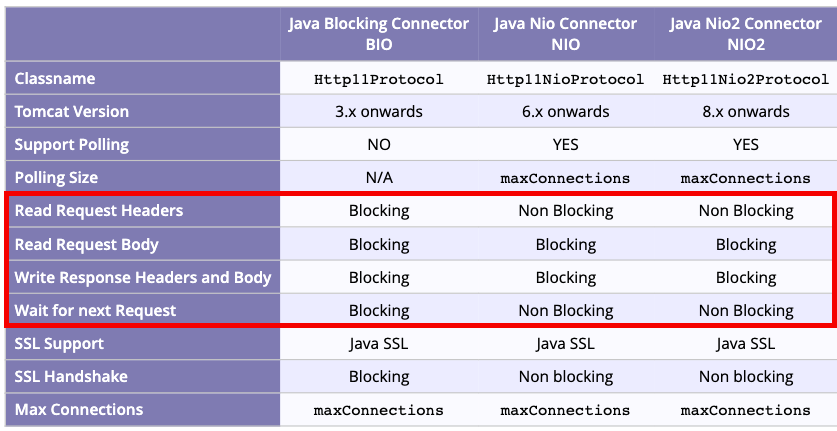 Java Blocking Connector BIO Java Nio Connector NIO Java Nio2 Connector NIO2
Classname Http11Protocol Http11NioProtocol Http11Nio2Protocol
Tomcat Version 3.x onwards 6.x onwards 8.x onwards
Support Polling NO YES YES
Polling Size N/A maxConnections maxConnections
Read Request Headers Blocking Non Blocking Non Blocking
Read Request Body Blocking Blocking Blocking
Write Response Headers and Body Blocking Blocking Blocking
Wait for next Request Blocking Non Blocking Non Blocking
SSL Support Java SSL Java SSL Java SSL
SSL Handshake Blocking Non blocking Non blocking
Max Connections maxConnections maxConnections maxConnections